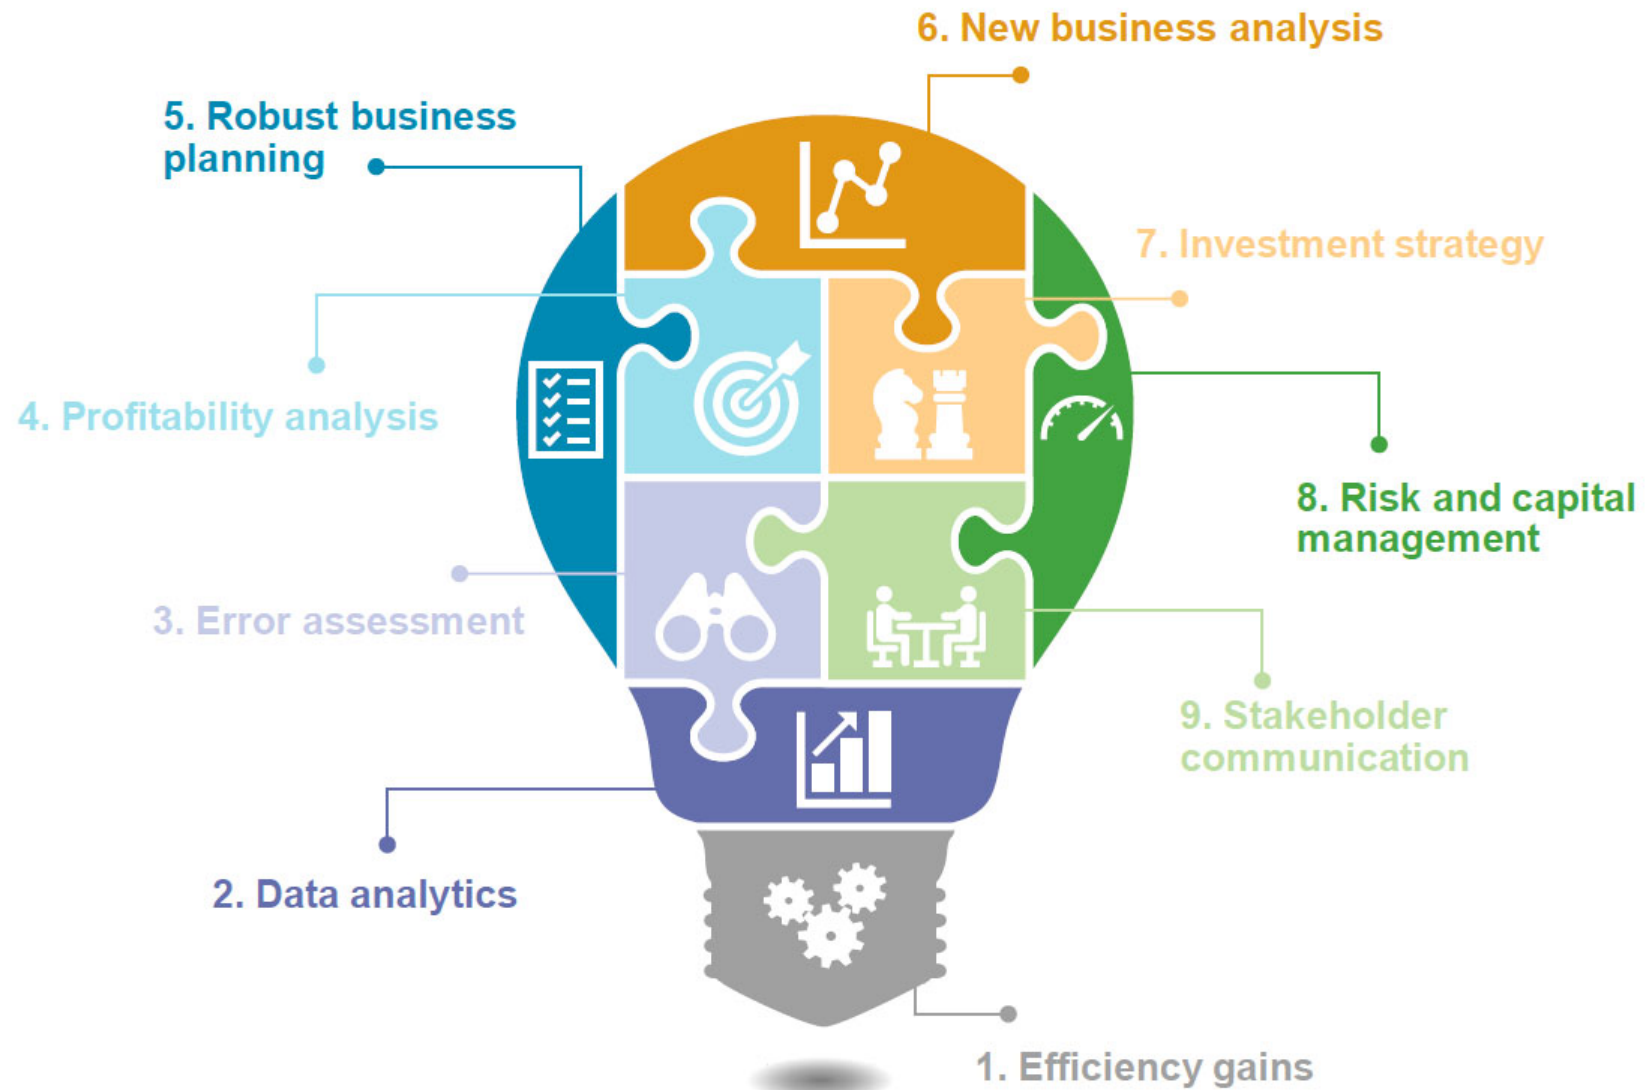 6. New business analysis
5. Robust business
planning
7. Investment strategy
4. Profitability analysis
8. Risk and capital
management
3. Error assessment
9. Stakeholder
communication
2. Data analytics
1. Efficiency gains